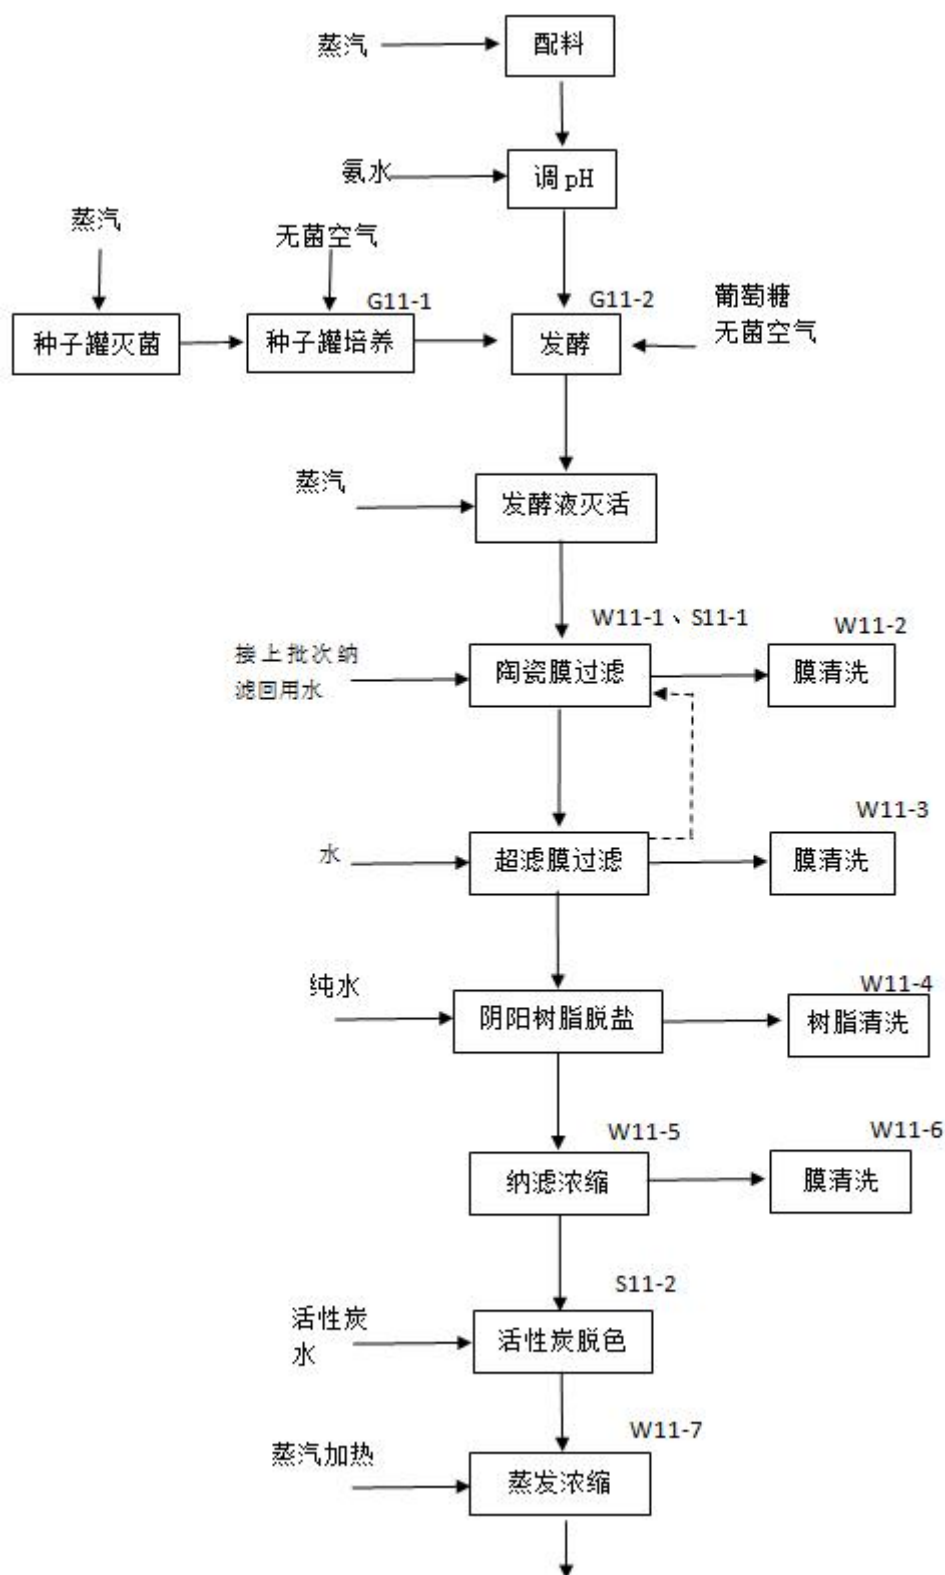 蒸汽
配料
氨水
调pH
蒸汽
无菌空气
G11-1
G11-2
葡萄糖
无菌空气
种子罐灭菌
种子罐培养
发酵
蒸汽
发酵液灭活
W11-1、S11-1
W11-2
接上批次纳
滤回用水
陶瓷膜过滤
膜清洗
W11-3
水
超滤膜过滤
膜清洗
纯水
W11-4
阴阳树脂脱盐
树脂清洗
W11-5
W11-6
纳滤浓缩
膜清洗
S11-2
活性炭
水
活性炭脱色
W11-7
蒸汽加热
蒸发浓缩